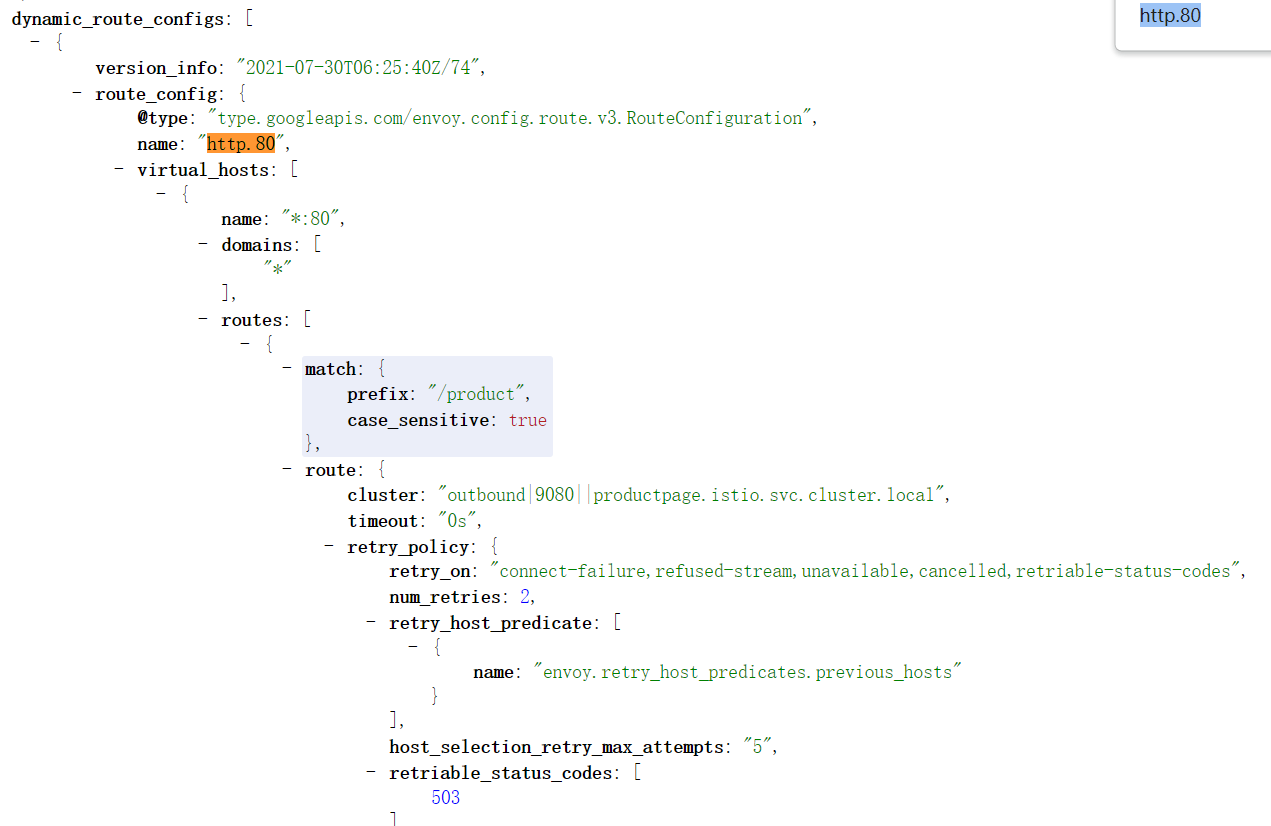 dynamic_route_configs: [
http.80
- {
version_info: "2021-07-30T06:25:40Z/74",
- route_config: {
@type: "type.googleapis.com/envoy.config.route.v3.RouteConfiguration",
name: "http.80",
- virtual_hosts: [
- {
name: "*:80",
- domains: [
"*"
],
- routes: [
- {
- match: {
prefix: "/product",
case_sensitive: true
},
- route: {
cluster: "outbound|9080||productpage.istio.svc.cluster.local",
timeout: "0s",
- retry_policy: {
retry_on: "connect-failure,refused-stream,unavailable,cancelled,retriable-status-codes",
num_retries: 2,
- retry_host_predicate: [
- {
name: "envoy.retry_host_predicates.previous_hosts"
}
],
host_selection_retry_max_attempts: "5",
- retriable_status_codes: [
503
]